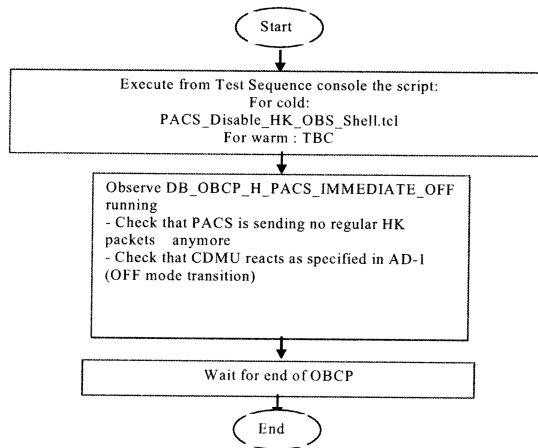 Start
Execute from Test Sequence console the script:
For cold:
PACS_Disable_HK_OBS_Shell.tcl
For warm : TBC
Observe DB_OBCP_H_PACS_IMMEDIATE_OFF
running
- Check that PACS is sending no regular HK
packets anymore
- Check that CDMU reacts as specified in AD-1
(OFF mode transition)
Wait for end of OBCP
End